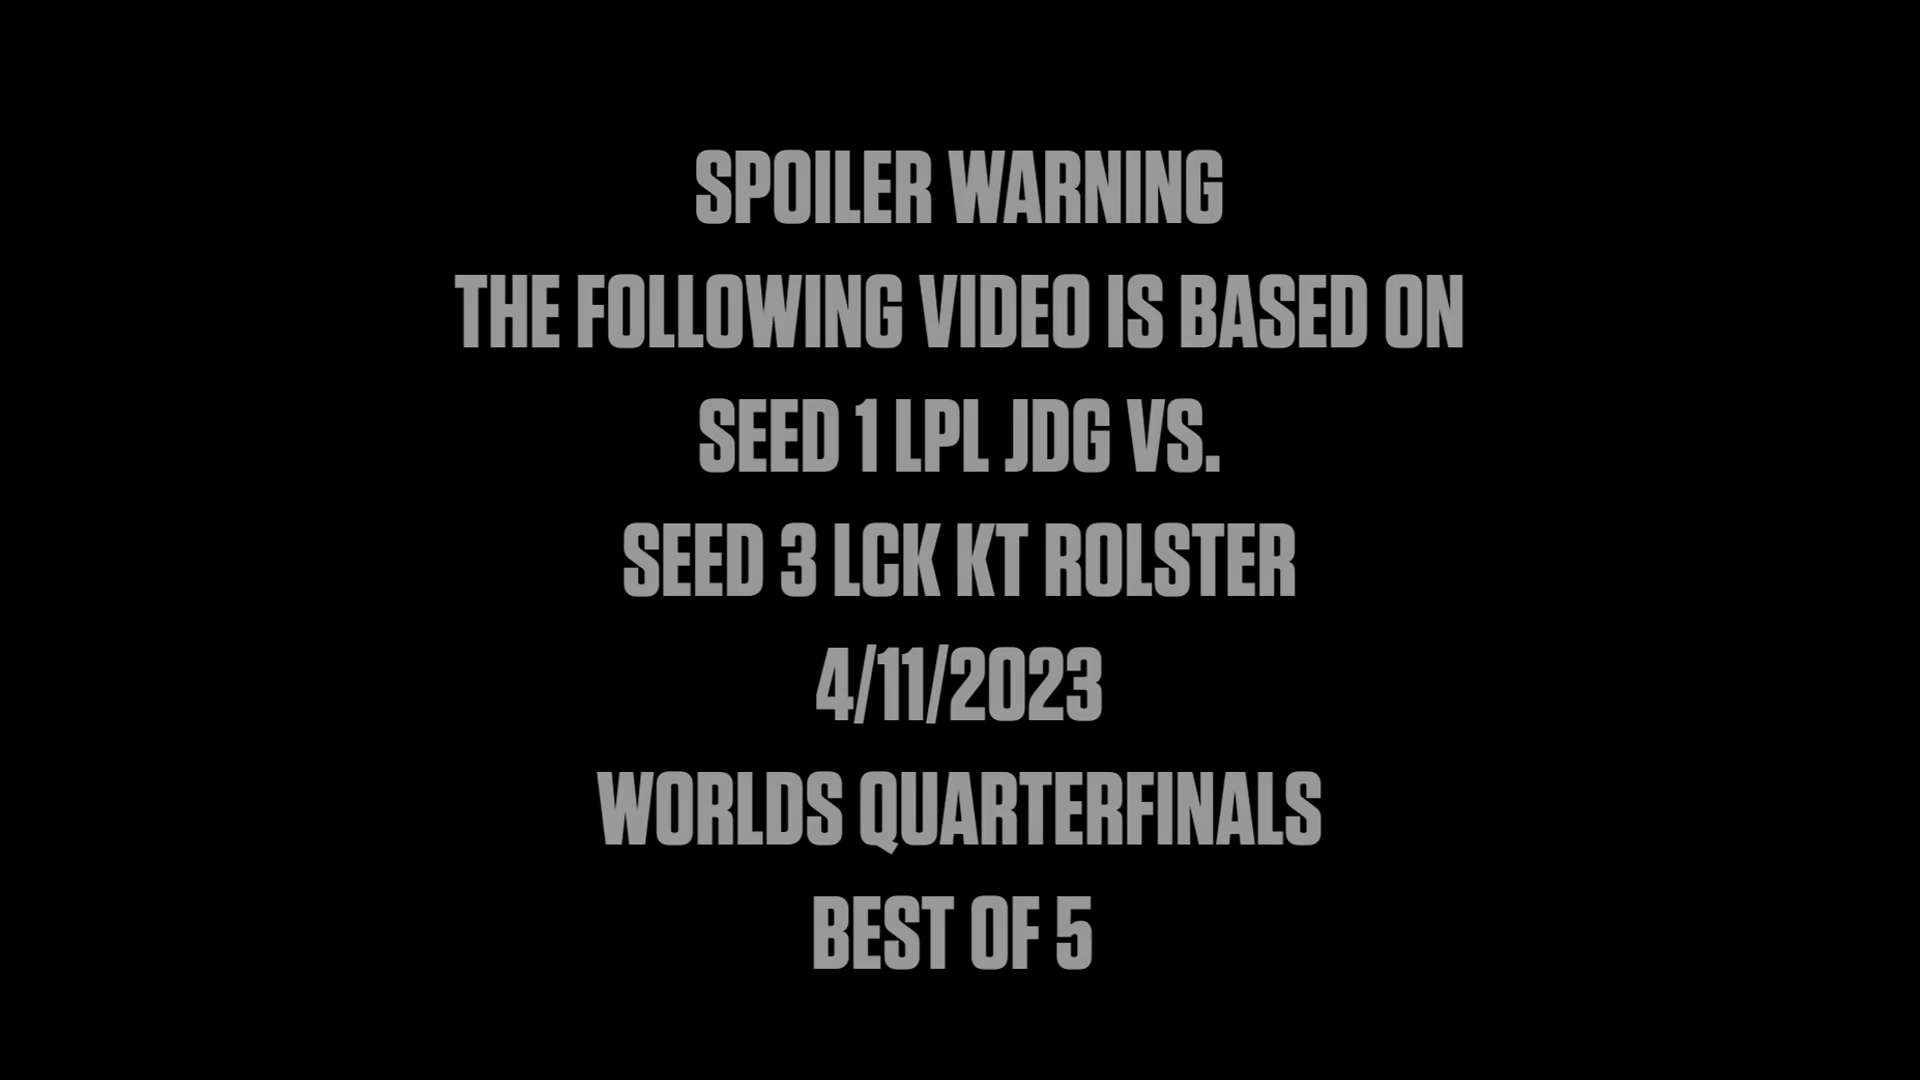 SPOILER WARNING
THE FOLLOWING VIDEO IS BASED ON
SEED 1 LPL JDG VS.
SEED 3 LCK KT ROLSTER
4/11/2023
WORLDS QUARTERFINALS
BEST OF 5